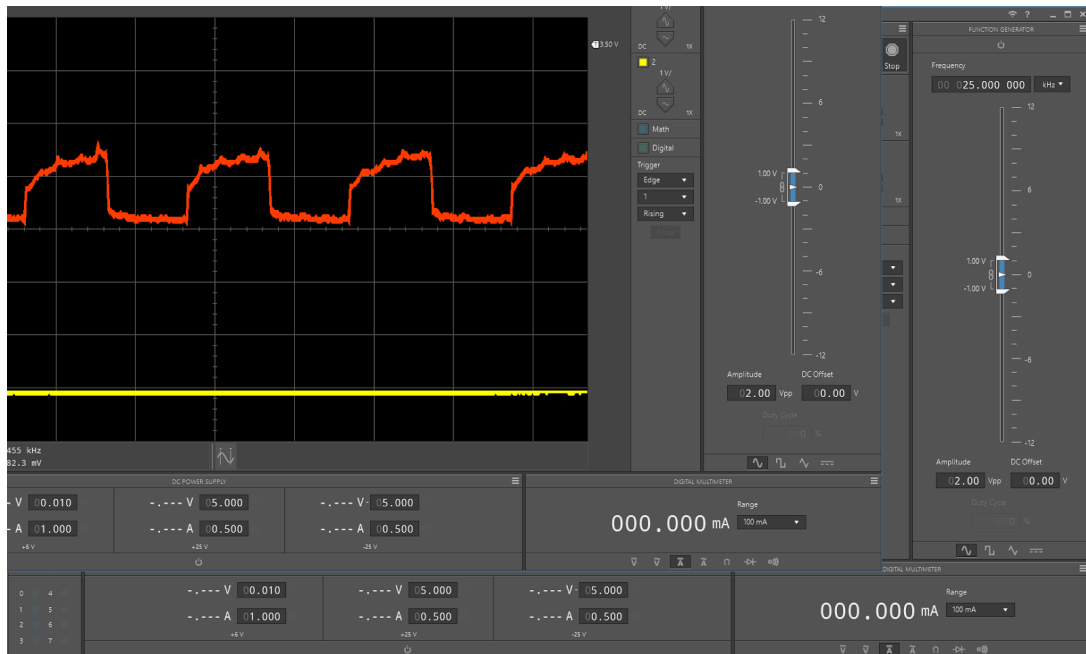 1 V/
DC 1X
T 3.50 V
2
1 V/
DC 1X
Math
Digital
Trigger
Edge
1
Rising
12
6
1.00 V
0
-1.00 V
-6
-12
Amplitude DC Offset
02.00 Vpp 00.00 V
Duty Cycle
%
Stop
1X
1X
? 
FUNCTION GENERATOR
Frequency
00 025.000 000 kHz
12
6
1.00 V
0
-1.00 V
-6
-12
Amplitude DC Offset
02.00 Vpp 00.00 V
Duty Cycle
%
455 kHz
82.3 mV
DC POWER SUPPLY
V 00.010 -.--- V 05.000 -.--- V- 05.000
A 01.000 -.--- A 00.500 -.--- A 00.500
+6 V +25 V -25 V
DIGITAL MULTIMETER
Range
000.000 mA 100 mA
0 4
1 5
2 6
3 7
-.--- V 00.010 -.--- V 05.000 -.--- V- 05.000
-.--- A 01.000 -.--- A 00.500 -.--- A 00.500
+6 V +25 V -25 V
DIGITAL MULTIMETER
Range
000.000 mA 100 mA